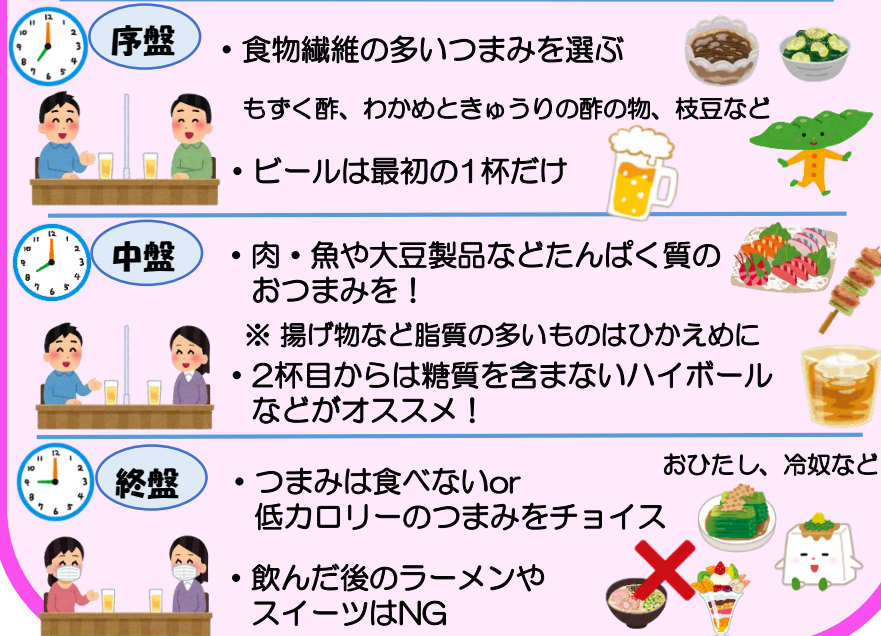 序盤
・食物繊維の多いつまみを選ぶ
もずく酢、わかめときゅうりの酢の物、枝豆など
・ビールは最初の1杯だけ
中盤
・肉・魚や大豆製品などたんぱく質の
おつまみを！
※ 揚げ物など脂質の多いものはひかえめに
・2杯目からは糖質を含まないハイボール
などがオススメ！
終盤
・つまみは食べないor
低カロリーのつまみをチョイス
おひたし、冷奴など
・飲んだ後のラーメンや
スイーツはNG